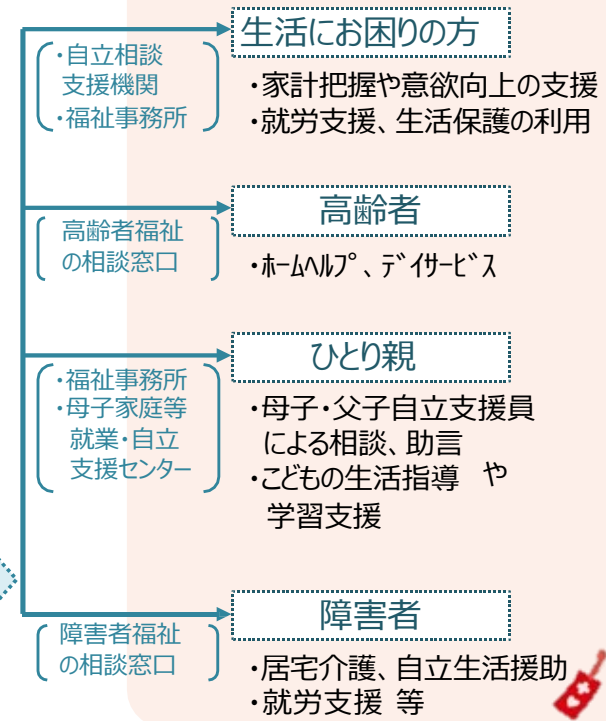 ・自立相談
支援機関
・福祉事務所
生活にお困りの方
・家計把握や意欲向上の支援
・就労支援、生活保護の利用
高齢者福祉
の相談窓口
高齢者
・ﾎｰﾑﾍﾙﾌﾟ、ﾃﾞｲｻｰﾋﾞｽ
・福祉事務所
・母子家庭等
就業・自立
支援センター
ひとり親
・母子・父子自立支援員
による相談、助言
・こどもの生活指導 や
学習支援
障害者福祉
の相談窓口
障害者
・居宅介護、自立生活援助
・就労支援 等